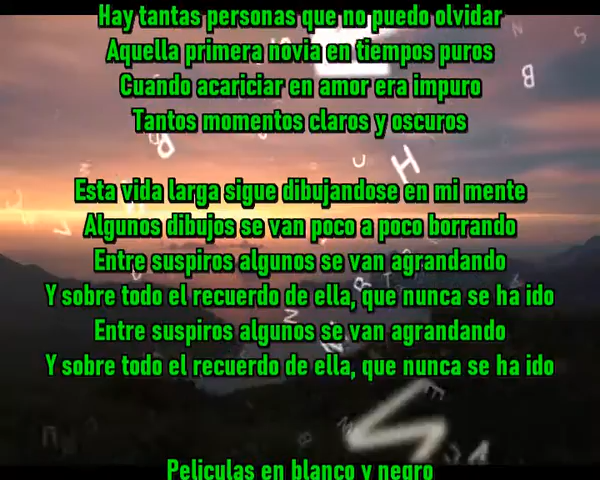 Hay tantas personas que no puedo olvidar
Aquella primera novia en tiempos puros
Cuando acariciar en amor era impuro
Tantos momentos claros y oscuros
Esta vida larga sigue dibujandose en mi mente
Algunos dibujos se van poco a poco borrando
Entre suspiros algunos se van agrandando
Y sobre todo el recuerdo de ella, que nunca se ha ido
Entre suspiros algunos se van agrandando
Y sobre todo el recuerdo de ella, que nunca se ha ido
Peliculas en blanco y negro